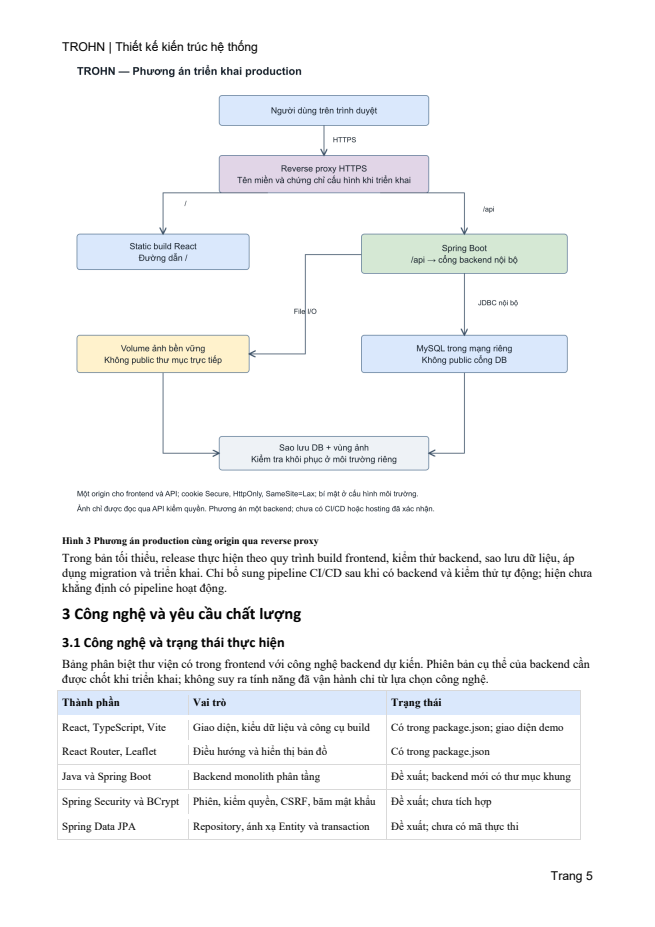 TROHN | Thiết kế kiến trúc hệ thống
TROHN — Phương án triển khai production
Người dùng trên trình duyệt
HTTPS
Reverse proxy HTTPS
Tên miền và chứng chỉ cấu hình khi triển khai
/
/api
Static build React
Đường dẫn /
Spring Boot
/api → cổng backend nội bộ
File I/O
JDBC nội bộ
Volume ảnh bền vững
Không public thư mục trực tiếp
MySQL trong mạng riêng
Không public cổng DB
Sao lưu DB + vùng ảnh
Kiểm tra khôi phục ở môi trường riêng
Một origin cho frontend và API; cookie Secure, HttpOnly, SameSite=Lax; bí mật ở cấu hình môi trường.
Ảnh chỉ được đọc qua API kiểm quyền. Phương án một backend; chưa có CI/CD hoặc hosting đã xác nhận.
Hình 3 Phương án production cùng origin qua reverse proxy
Trong bản tối thiểu, release thực hiện theo quy trình build frontend, kiểm thử backend, sao lưu dữ liệu, áp
dụng migration và triển khai. Chỉ bổ sung pipeline CI/CD sau khi có backend và kiểm thử tự động; hiện chưa
khẳng định có pipeline hoạt động.
3 Công nghệ và yêu cầu chất lượng
3.1 Công nghệ và trạng thái thực hiện
Bảng phân biệt thư viện có trong frontend với công nghệ backend dự kiến. Phiên bản cụ thể của backend cần
được chốt khi triển khai; không suy ra tính năng đã vận hành chỉ từ lựa chọn công nghệ.
Thành phần Vai trò Trạng thái
React, TypeScript, Vite Giao diện, kiểu dữ liệu và công cụ build Có trong package.json; giao diện demo
React Router, Leaflet Điều hướng và hiển thị bản đồ Có trong package.json
Java và Spring Boot Backend monolith phân tầng Đề xuất; backend mới có thư mục khung
Spring Security và BCrypt Phiên, kiểm quyền, CSRF, băm mật khẩu Đề xuất; chưa tích hợp
Spring Data JPA Repository, ánh xạ Entity và transaction Đề xuất; chưa có mã thực thi
Trang 5